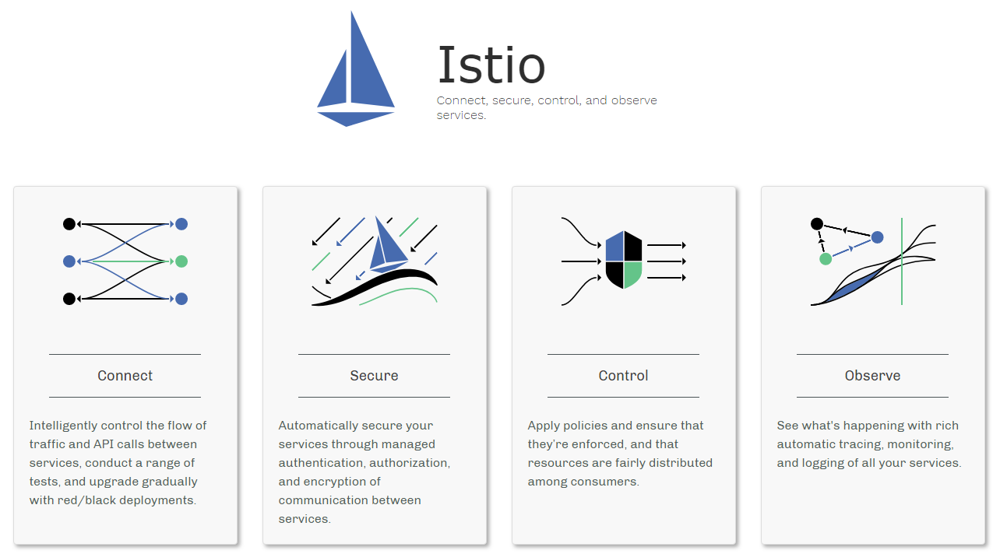 Istio
Connect, secure, control, and observe
services.
Connect
Intelligently control the flow of
traffic and API calls between
services, conduct a range of
tests, and upgrade gradually
with red/black deployments.
Secure
Automatically secure your
services through managed
authentication, authorization,
and encryption of
communication between
services.
Control
Apply policies and ensure that
they're enforced, and that
resources are fairly distributed
among consumers.
Observe
See what's happening with rich
automatic tracing, monitoring,
and logging of all your services.